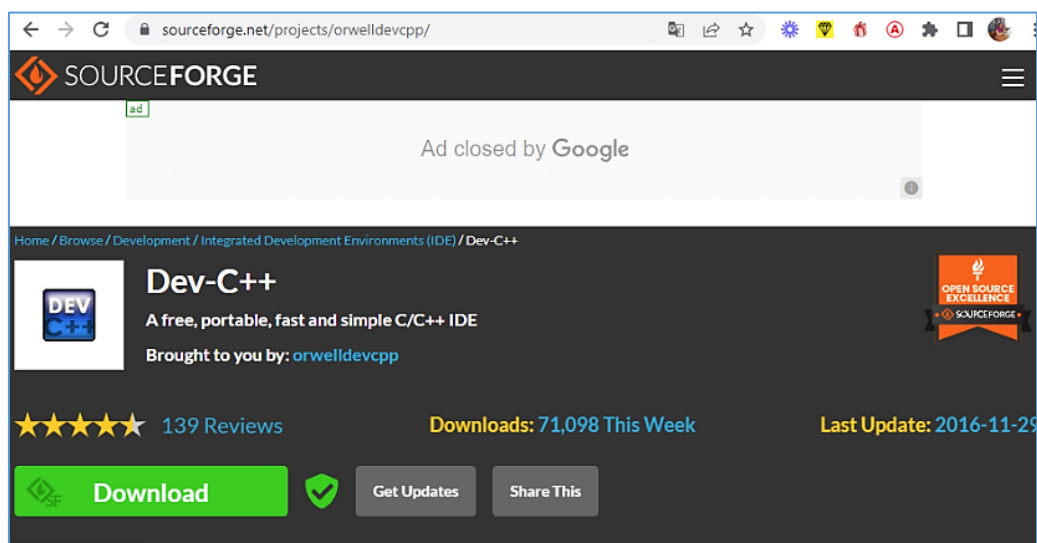 sourceforge.net/projects/orwelldevcpp/
SOURCEFORGE
ad
Ad closed by Google
Home / Browse / Development / Integrated Development Environments (IDE) / Dev-C++
DEV
C++
Dev-C++
A free, portable, fast and simple C/C++ IDE
Brought to you by: orwelldevcpp
OPEN SOURCE
EXCELLENCE
SOURCEFORGE
139 Reviews
Downloads: 71,098 This Week
Last Update: 2016-11-29
SF
Download
Get Updates
Share This